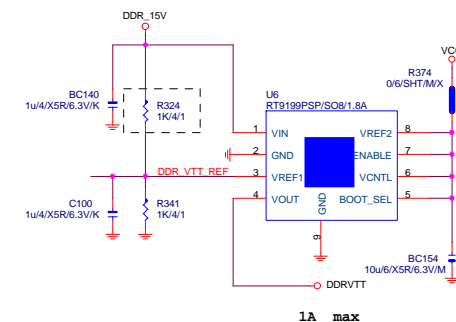 DDR_15V
VC
BC140
1u/4/X5R/6.3V/K
R324
1K/4/1
R374
0/6/SHT/M/X
U6
RT9199PSP/SO8/1.8A
1 VIN VREF2 8
2 GND ENABLE 7
DDR_VTT_REF 3 VREF1 VCNTL 6
4 VOUT BOOT_SEL 5
GND
9
C100
1u/4/X5R/6.3V/K
R341
1K/4/1
BC154
10u/6/X5R/6.3V/M
DDRVTT
1A max